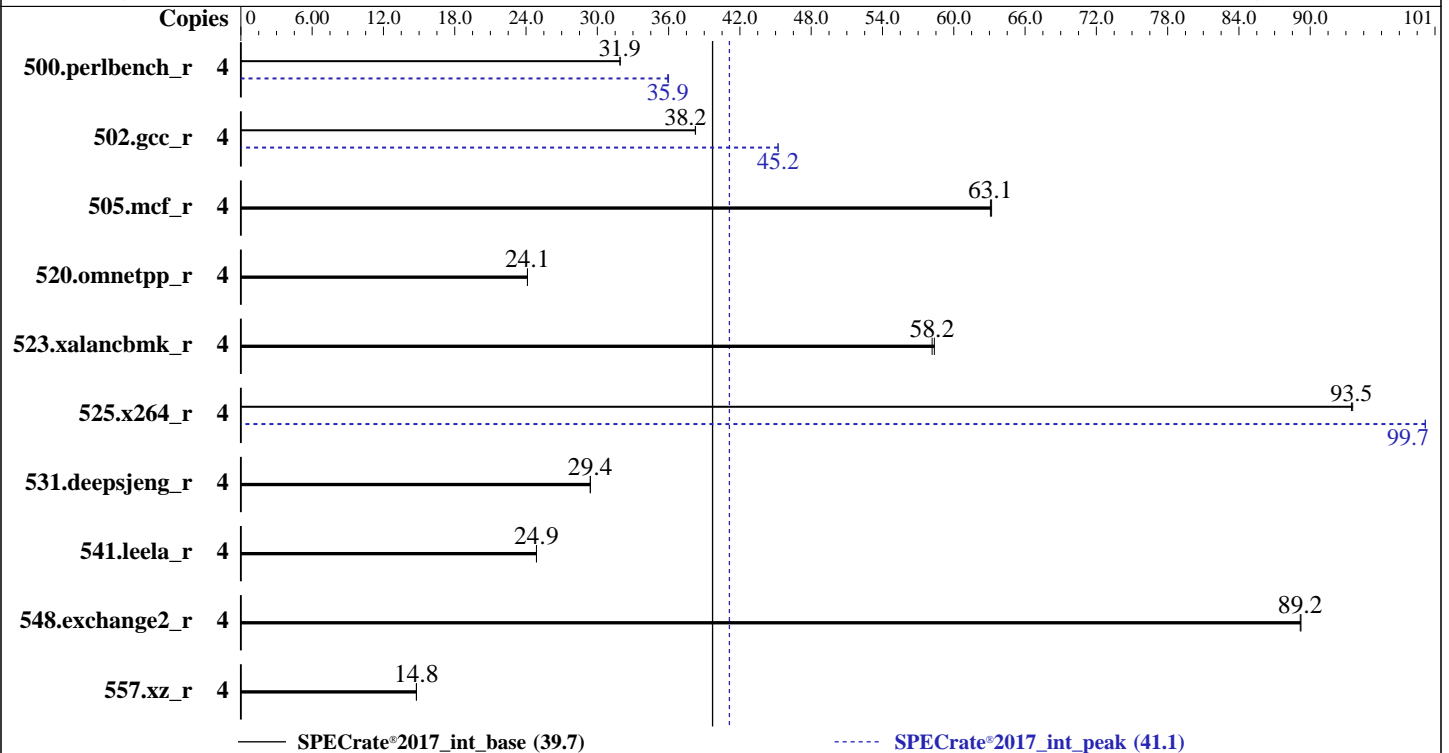 Copies 0 6.00 12.0 18.0 24.0 30.0 36.0 42.0 48.0 54.0 60.0 66.0 72.0 78.0 84.0 90.0 101
31.9
500.perlbench_r 4
35.9
38.2
502.gcc_r 4
45.2
63.1
505.mcf_r 4
24.1
520.omnetpp_r 4
58.2
523.xalancbmk_r 4
93.5
525.x264_r 4
99.7
29.4
531.deepsjeng_r 4
24.9
541.leela_r 4
89.2
548.exchange2_r 4
14.8
557.xz_r 4
SPECrate®2017_int_base (39.7) SPECrate®2017_int_peak (41.1)